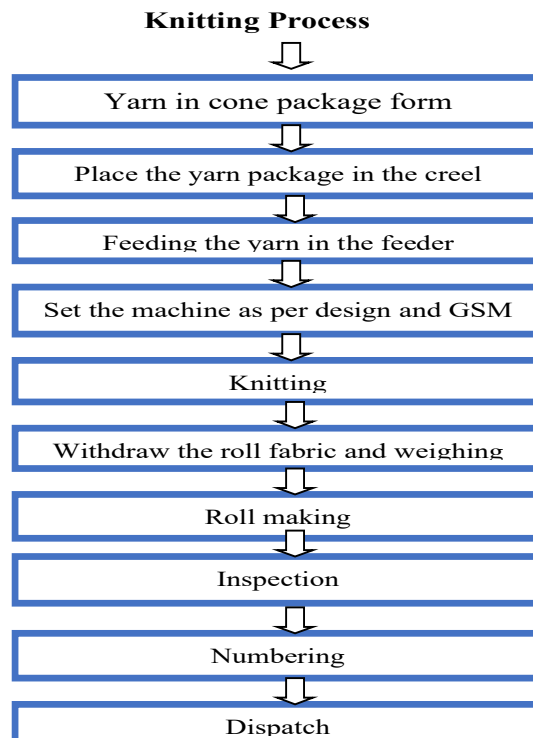 Knitting Process
Yarn in cone package form
Place the yarn package in the creel
Feeding the yarn in the feeder
Set the machine as per design and GSM
Knitting
Withdraw the roll fabric and weighing
Roll making
Inspection
Numbering
Dispatch